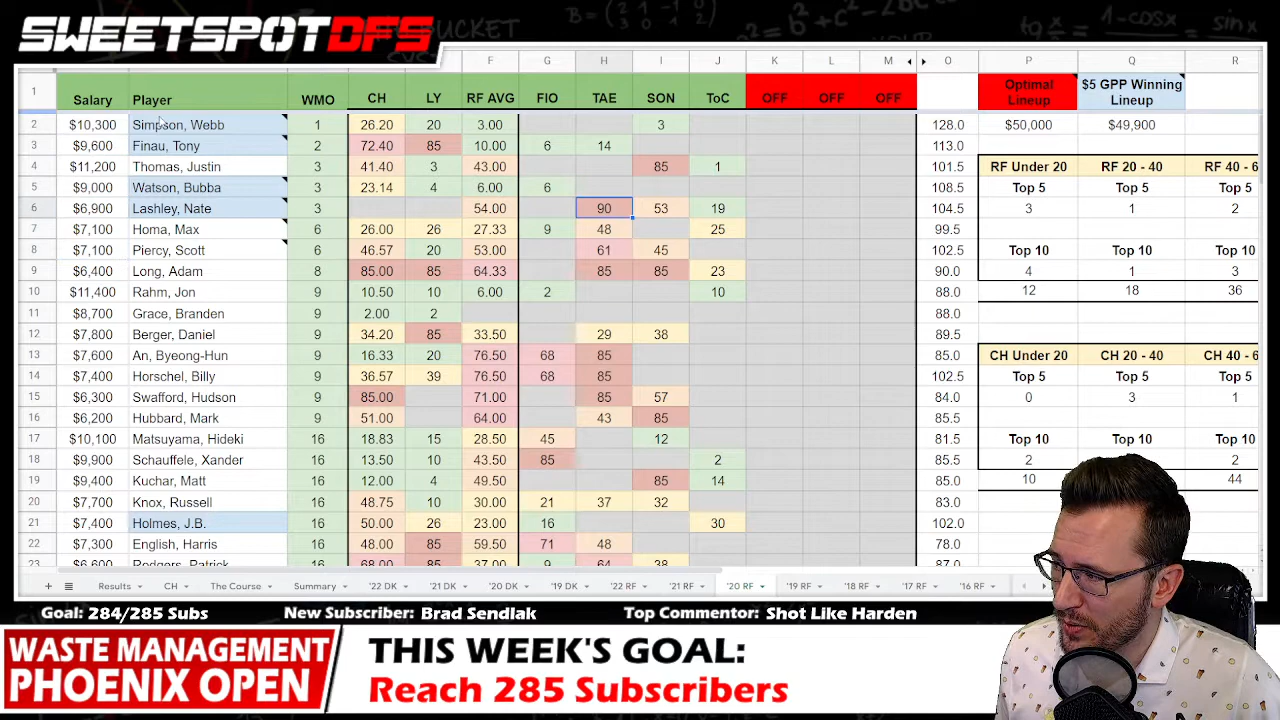 SWEETSPOTDFS
F G H I J K L M O P Q R
1 Salary Player WMO CH LY RF AVG FIO TAE SON ToC OFF OFF OFF Optimal Lineup $5 GPP Winning Lineup
2 $10,300 Simpson, Webb 1 26.20 20 3.00 3 128.0 $50,000 $49,900
3 $9,600 Finau, Tony 2 72.40 85 10.00 6 14 113.0
4 $11,200 Thomas, Justin 3 41.40 3 43.00 85 1 101.5 RF Under 20 RF 20 - 40 RF 40 - 6
5 $9,000 Watson, Bubba 3 23.14 4 6.00 6 108.5 Top 5 Top 5 Top 5
6 $6,900 Lashley, Nate 3 54.00 90 53 19 104.5 3 1 2
7 $7,100 Homa, Max 6 26.00 26 27.33 9 48 25 99.5
8 $7,100 Piercy, Scott 6 46.57 20 53.00 61 45 102.5 Top 10 Top 10 Top 10
9 $6,400 Long, Adam 8 85.00 85 64.33 85 85 23 90.0 4 1 3
10 $11,400 Rahm, Jon 9 10.50 10 6.00 2 10 88.0 12 18 36
11 $8,700 Grace, Branden 9 2.00 2 88.0
12 $7,800 Berger, Daniel 9 34.20 85 33.50 29 38 89.5
13 $7,600 An, Byeong-Hun 9 16.33 20 76.50 68 85 85.0 CH Under 20 CH 20 - 40 CH 40 - 6
14 $7,400 Horschel, Billy 9 36.57 39 76.50 68 85 102.5 Top 5 Top 5 Top 5
15 $6,300 Swafford, Hudson 9 85.00 71.00 85 57 84.0 0 3 1
16 $6,200 Hubbard, Mark 9 51.00 64.00 43 85 85.5
17 $10,100 Matsuyama, Hideki 16 18.83 15 28.50 45 12 81.5 Top 10 Top 10 Top 10
18 $9,900 Schauffele, Xander 16 13.50 10 43.50 85 2 85.5 2 2
19 $9,400 Kuchar, Matt 16 12.00 4 49.50 85 14 85.0 10 44
20 $7,700 Knox, Russell 16 48.75 10 30.00 21 37 32 83.0
21 $7,400 Holmes, J.B. 16 50.00 26 23.00 16 30 102.0
22 $7,300 English, Harris 16 48.00 85 59.50 71 48 78.0
23 $6,600 Rodgers, Patrick 16 68.00 85 37.00 9 64 38 87.0
+ Results CH The Course Summary '22 DK '21 DK '20 DK '19 DK '22 RF '21 RF '20 RF '19 RF '18 RF '17 RF '16 RF
Goal: 284/285 Subs New Subscriber: Brad Sendlak Top Commentor: Shot Like Harden
WASTE MANAGEMENT
PHOENIX OPEN
THIS WEEK'S GOAL:
Reach 285 Subscribers